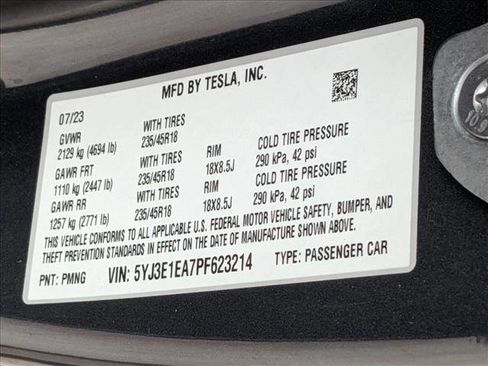 MFD BY TESLA, INC.
07/23
GVWR WITH TIRES
2129 kg (4694 lb) 235/45R18
GAWR FRT WITH TIRES RIM COLD TIRE PRESSURE
1110 kg (2447 lb) 235/45R18 18X8.5J 290 kPa, 42 psi
GAWR RR WITH TIRES RIM COLD TIRE PRESSURE
1257 kg (2771 lb) 235/45R18 18X8.5J 290 kPa, 42 psi
THIS VEHICLE CONFORMS TO ALL APPLICABLE U.S. FEDERAL MOTOR VEHICLE SAFETY, BUMPER, AND
THEFT PREVENTION STANDARDS IN EFFECT ON THE DATE OF MANUFACTURE SHOWN ABOVE.
PNT: PMNG VIN: 5YJ3E1EA7PF623214 TYPE: PASSENGER CAR